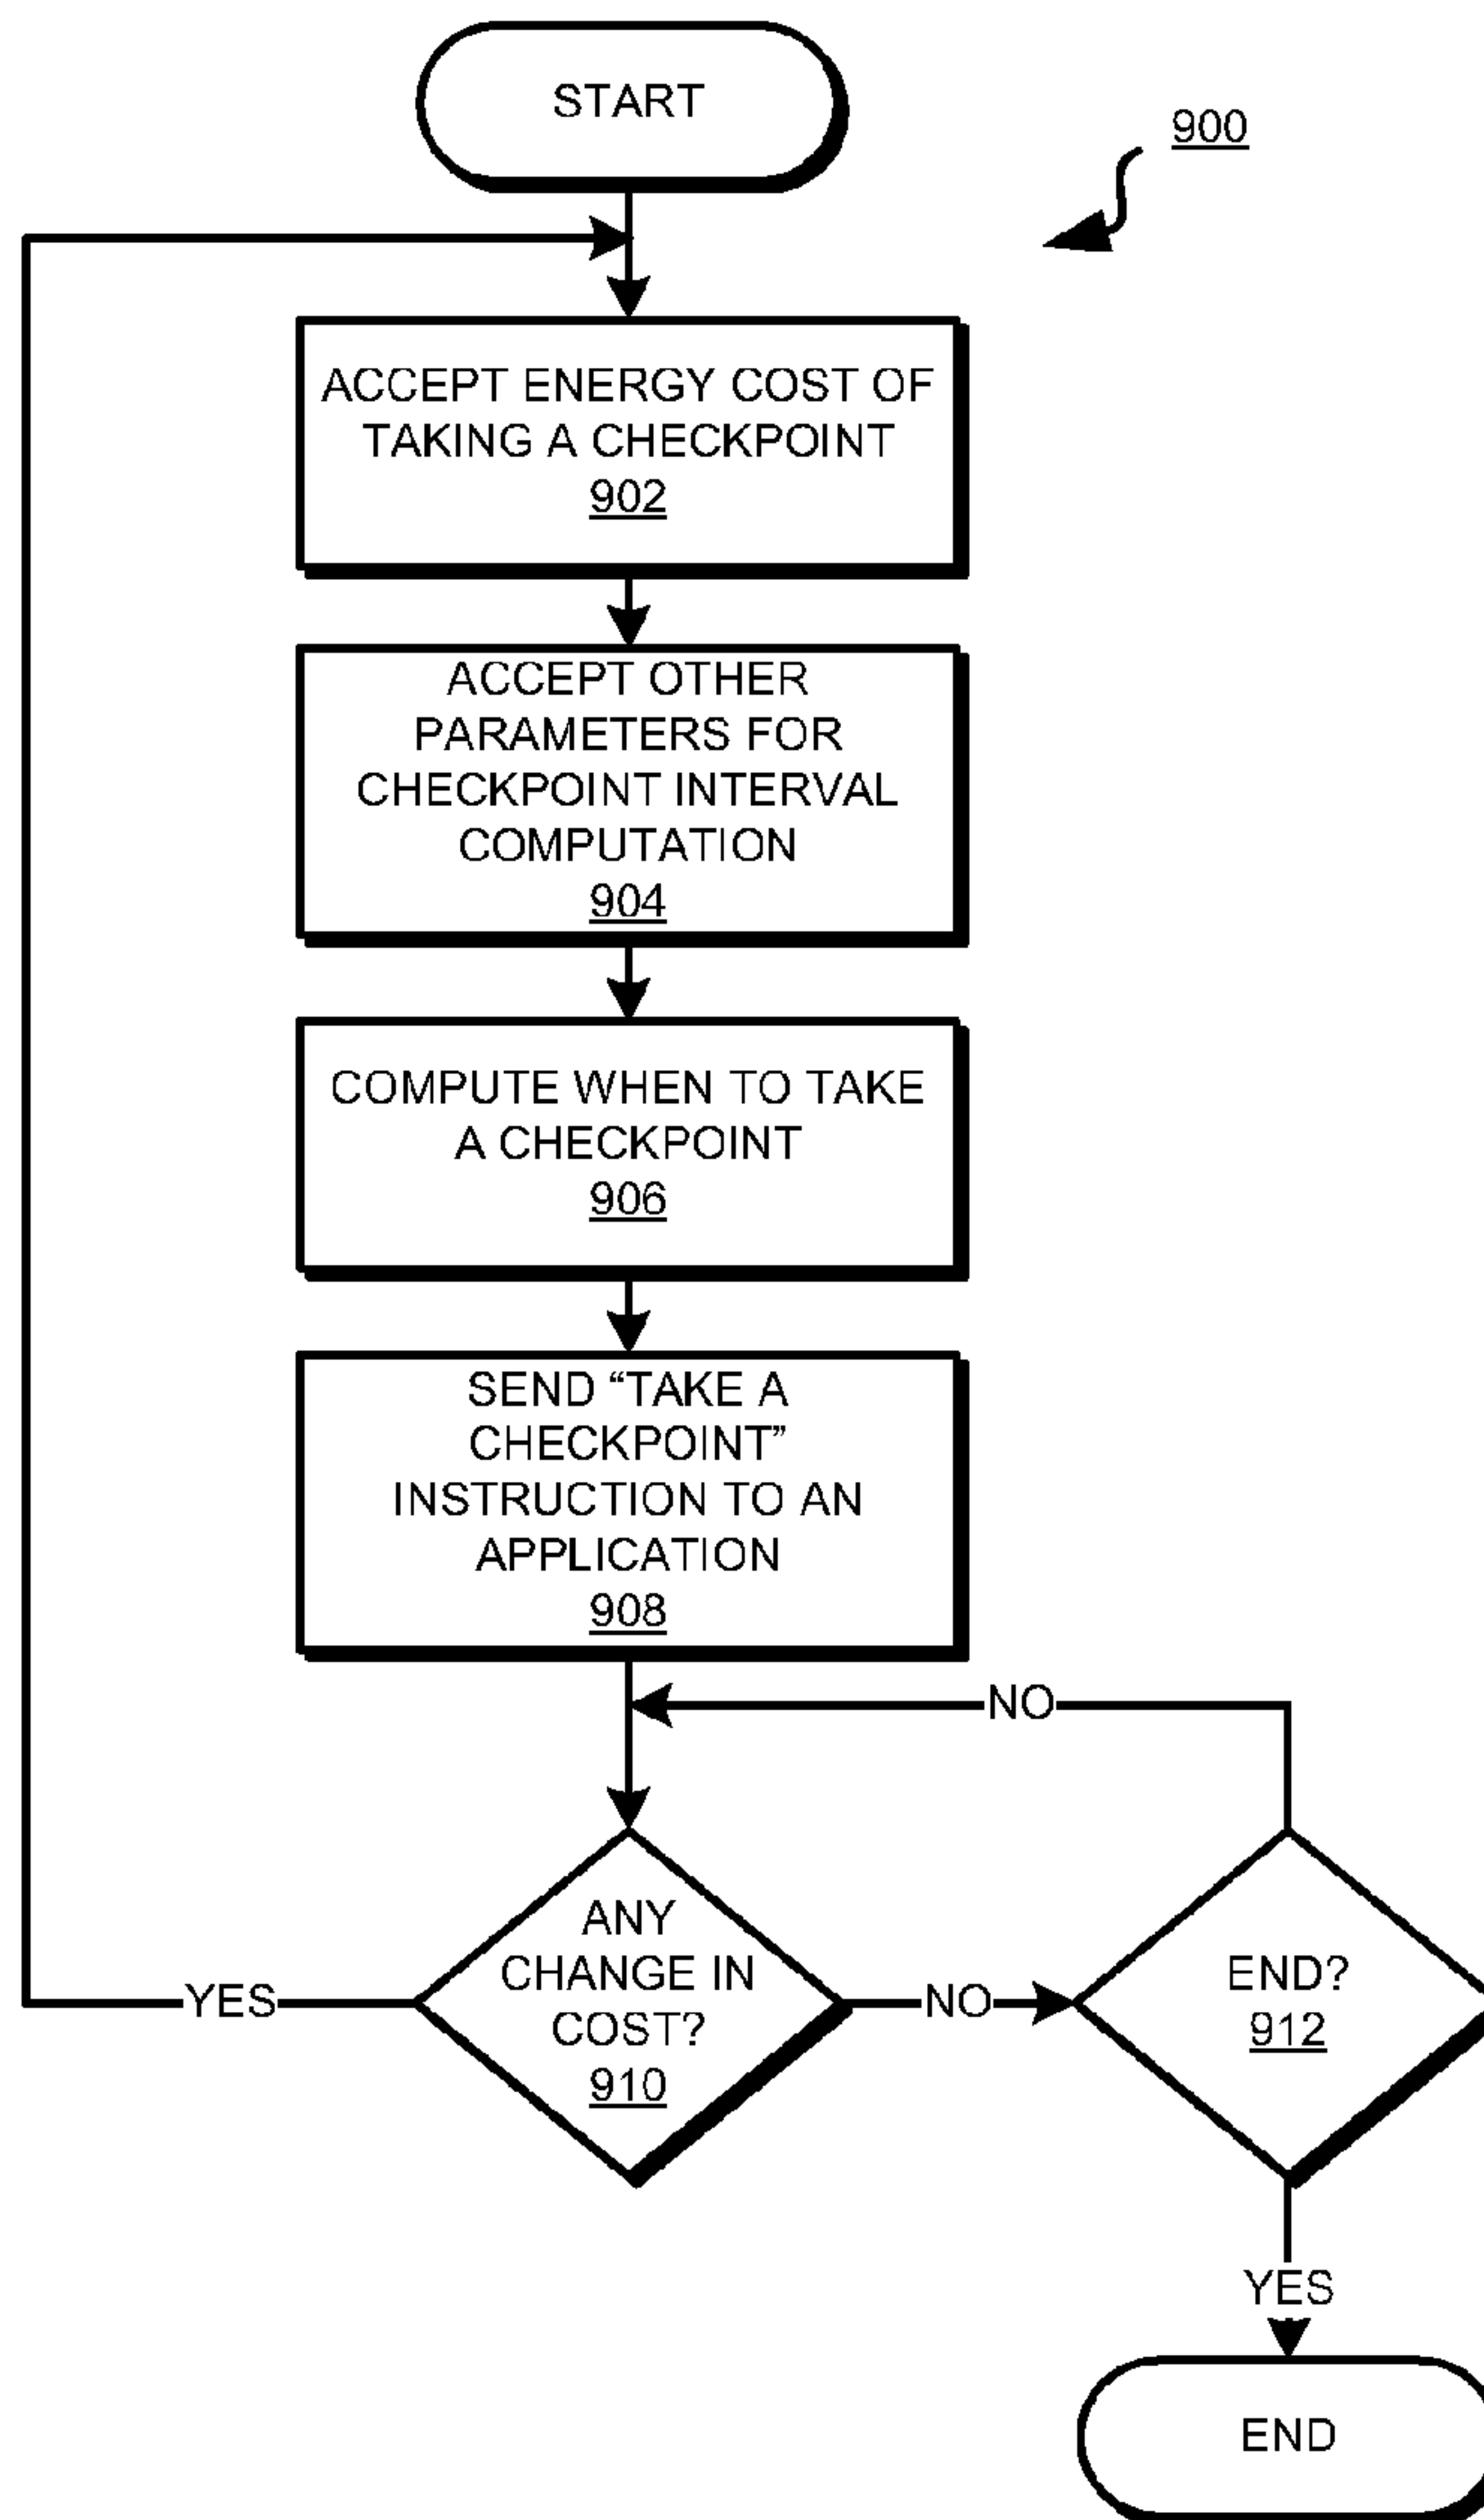 START
900
ACCEPT ENERGY COST OF
TAKING A CHECKPOINT
902
ACCEPT OTHER
PARAMETERS FOR
CHECKPOINT INTERVAL
COMPUTATION
904
COMPUTE WHEN TO TAKE
A CHECKPOINT
906
SEND “TAKE A
CHECKPOINT”
INSTRUCTION TO AN
APPLICATION
908
NO
ANY
CHANGE IN
COST?
910
YES
NO
END?
912
YES
END